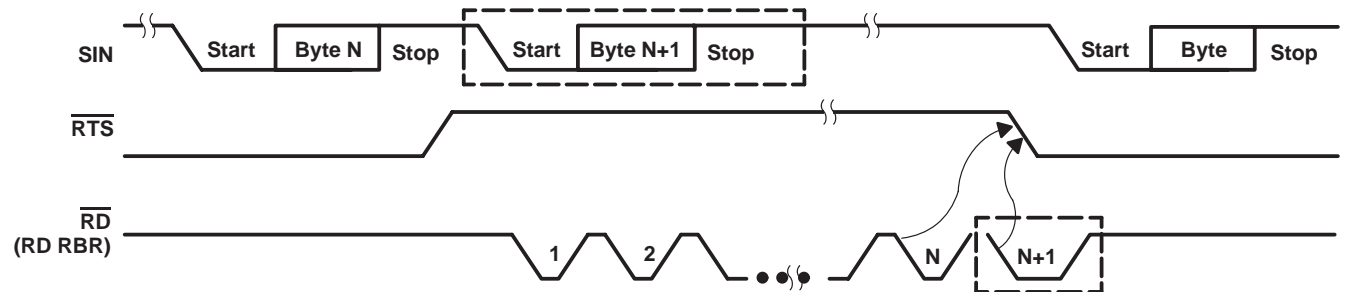 SIN Start Byte N Stop Start Byte N+1 Stop Start Byte Stop
RTS
RD
(RD RBR)
1 2 N N+1